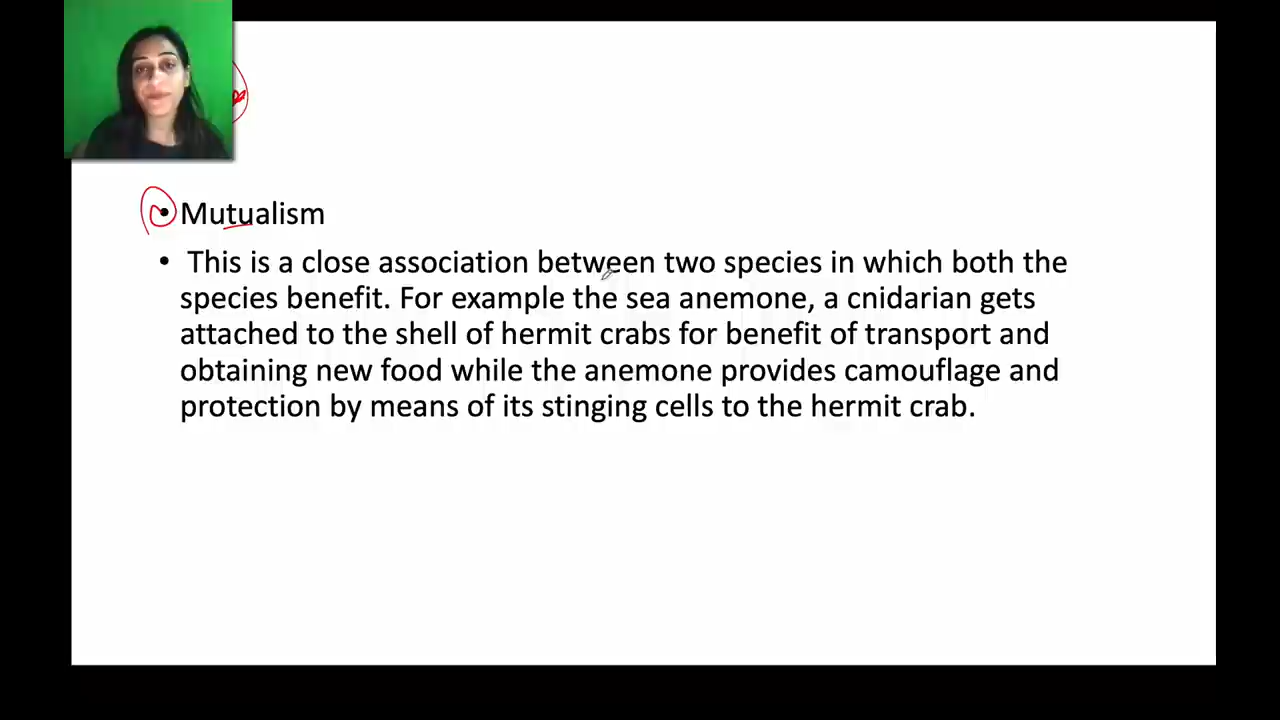 • Mutualism
• This is a close association between two species in which both the
species benefit. For example the sea anemone, a cnidarian gets
attached to the shell of hermit crabs for benefit of transport and
obtaining new food while the anemone provides camouflage and
protection by means of its stinging cells to the hermit crab.